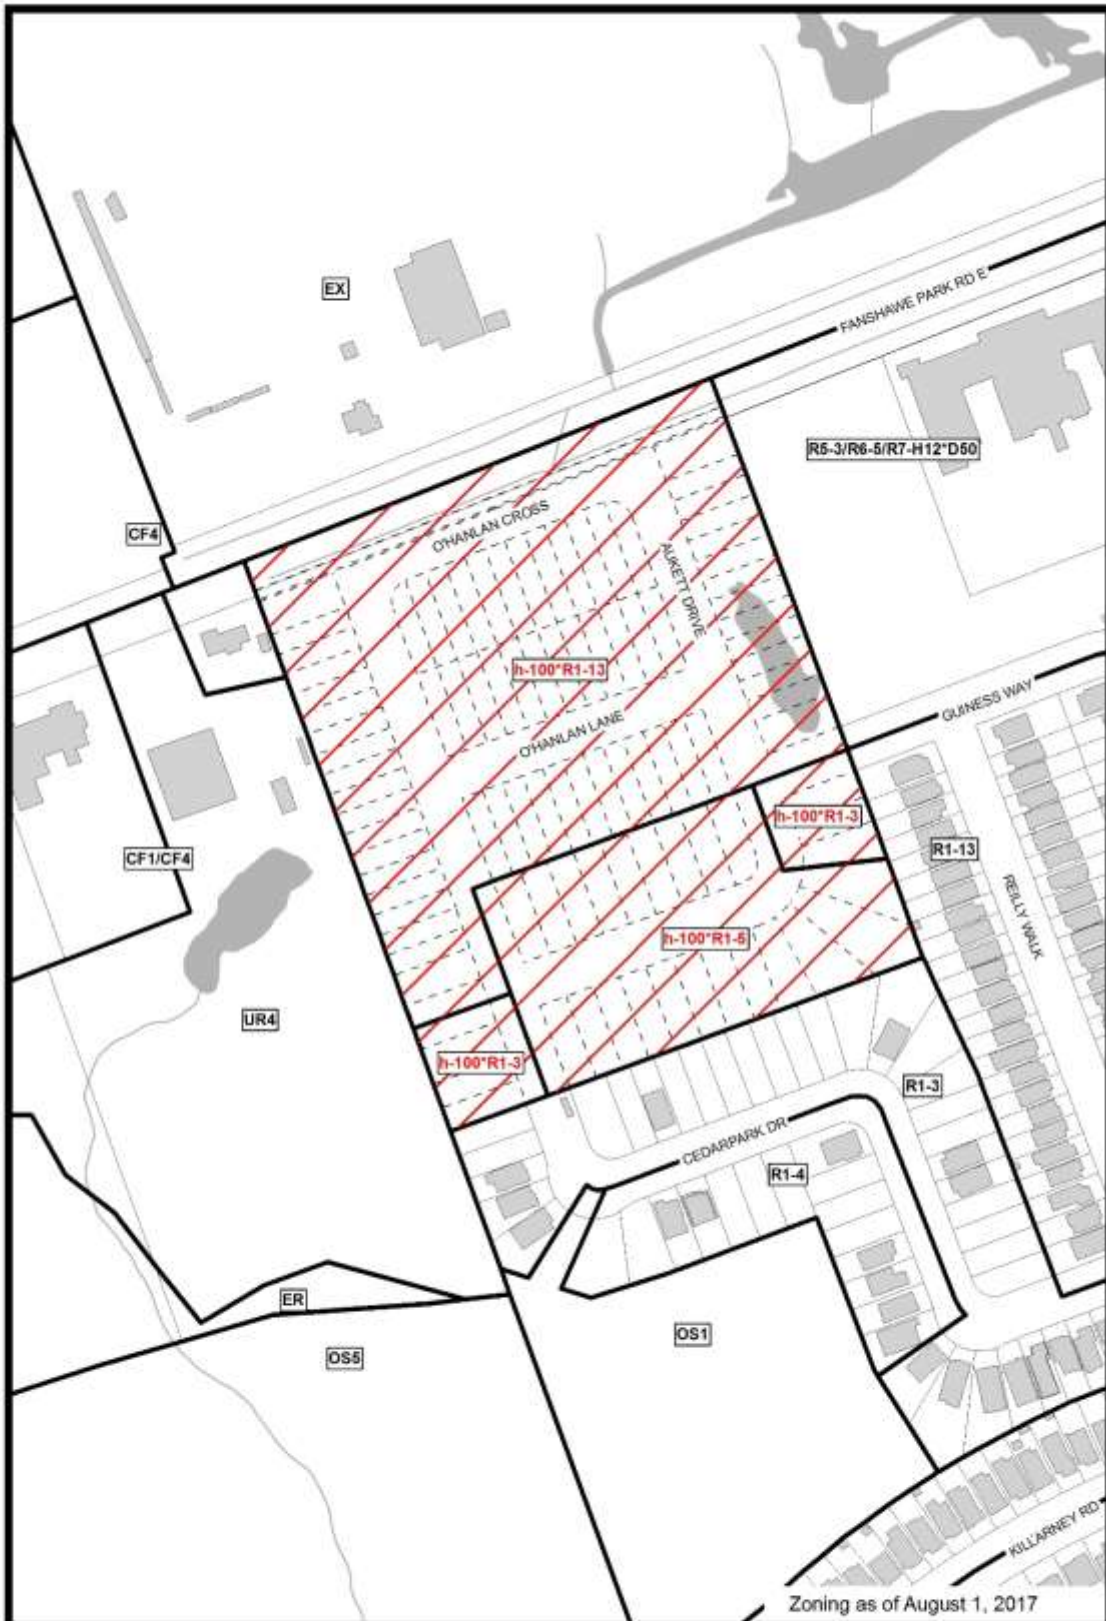 EX
FANSHAWE PARK RD E
R5-3/R6-5/R7-H12*D50
CF4
O'HANLAN CROSS
AUKETT DRIVE
h-100*R1-13
O'HANLAN LANE
GUINESS WAY
h-100*R1-3
R1-13
CF1/CF4
REILLY WALK
h-100*R1-5
UR4
h-100*R1-3
R1-3
CEDARPARK DR
R1-4
ER
OS1
OS5
KILLARNEY RD
Zoning as of August 1, 2017